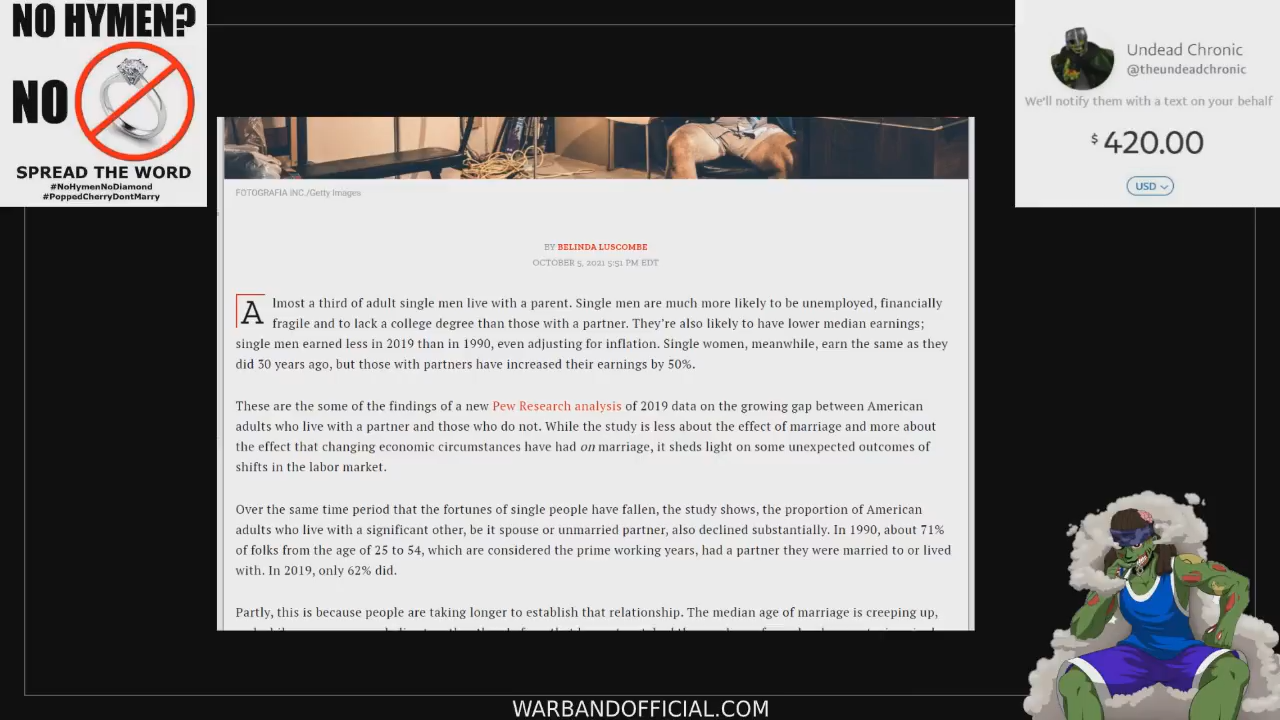 NO HYMEN?
NO
SPREAD THE WORD
#NoHymenNoDiamond
#PoppedCherryDontMarry
Undead Chronic
@theundeadchronic
We'll notify them with a text on your behalf
$ 420.00
USD
FOTOGRAFIA INC./Getty Images
BY BELINDA LUSCOMBE
OCTOBER 5, 2021 5:51 PM EDT
Almost a third of adult single men live with a parent. Single men are much more likely to be unemployed, financially
fragile and to lack a college degree than those with a partner. They're also likely to have lower median earnings;
single men earned less in 2019 than in 1990, even adjusting for inflation. Single women, meanwhile, earn the same as they
did 30 years ago, but those with partners have increased their earnings by 50%.
These are the some of the findings of a new Pew Research analysis of 2019 data on the growing gap between American
adults who live with a partner and those who do not. While the study is less about the effect of marriage and more about
the effect that changing economic circumstances have had on marriage, it sheds light on some unexpected outcomes of
shifts in the labor market.
Over the same time period that the fortunes of single people have fallen, the study shows, the proportion of American
adults who live with a significant other, be it spouse or unmarried partner, also declined substantially. In 1990, about 71%
of folks from the age of 25 to 54, which are considered the prime working years, had a partner they were married to or lived
with. In 2019, only 62% did.
Partly, this is because people are taking longer to establish that relationship. The median age of marriage is creeping up,
WARBANDOFFICIAL.COM